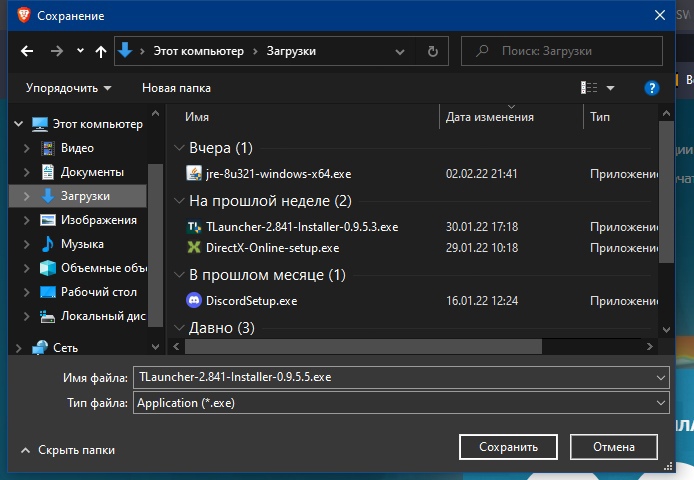 Сохранение
SV
Этот компьютер
Загрузки
Поиск: Загрузки
Упорядочить
Новая папка
?
Имя
Дата изменения
Тип
Этот компьютер
Видео
Документы
Загрузки
Изображения
Музыка
Объемные объ
Рабочий стол
Локальный дис
Сеть
Вчера (1)
jre-8u321-windows-x64.exe 02.02.22 21:41 Приложение
На прошлой неделе (2)
TLauncher-2.841-Installer-0.9.5.3.exe 30.01.22 17:18 Приложение
DirectX-Online-setup.exe 29.01.22 10:18 Приложение
В прошлом месяце (1)
DiscordSetup.exe 16.01.22 12:24 Приложение
Давно (3)
Имя файла: TLauncher-2.841-Installer-0.9.5.5.exe
Тип файла: Application (*.exe)
Скрыть папки
Сохранить
Отмена